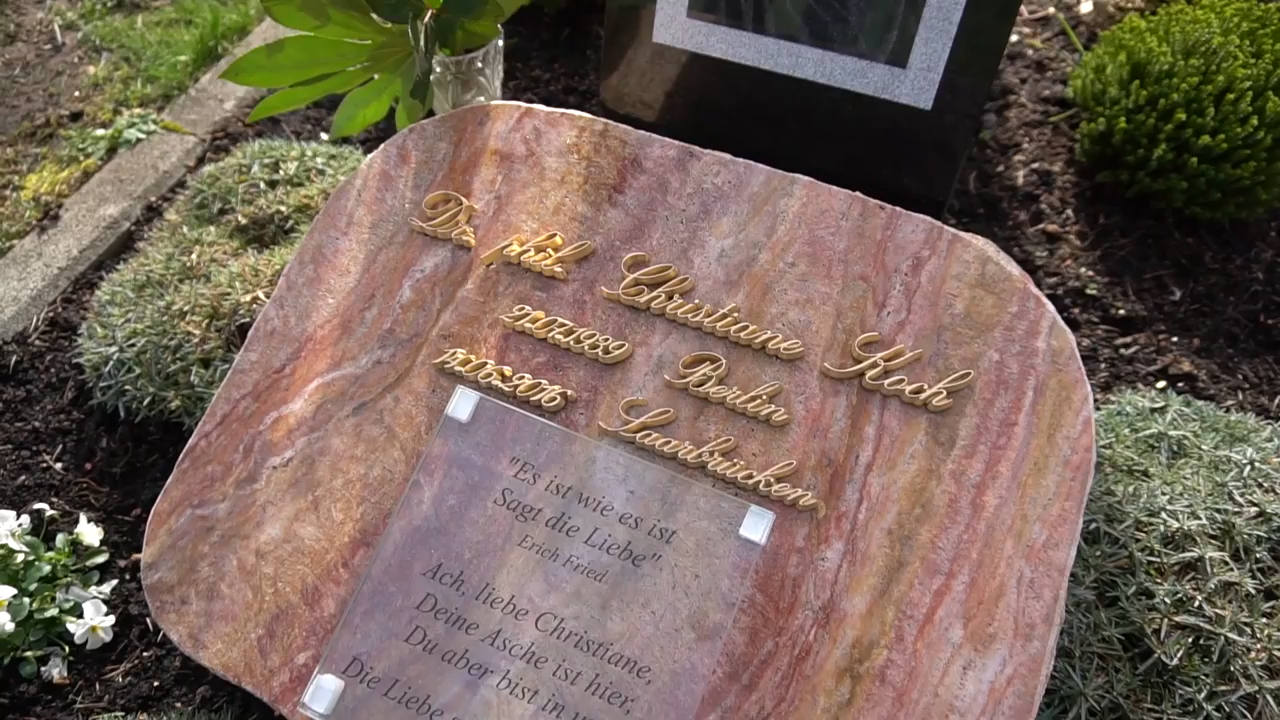 Dr. phil. Christiane Koch
21.07.1939 Berlin
17.06.2016 Saarbrücken
"Es ist wie es ist
Sagt die Liebe"
Erich Fried
Ach, liebe Christiane,
Deine Asche ist hier,
Du aber bist in
Die Liebe